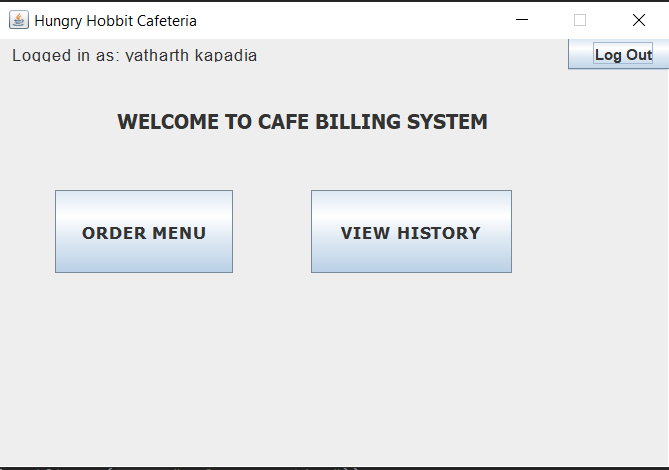 Hungry Hobbit Cafeteria
Logged in as: yatharth kapadia
Log Out
WELCOME TO CAFE BILLING SYSTEM
ORDER MENU
VIEW HISTORY